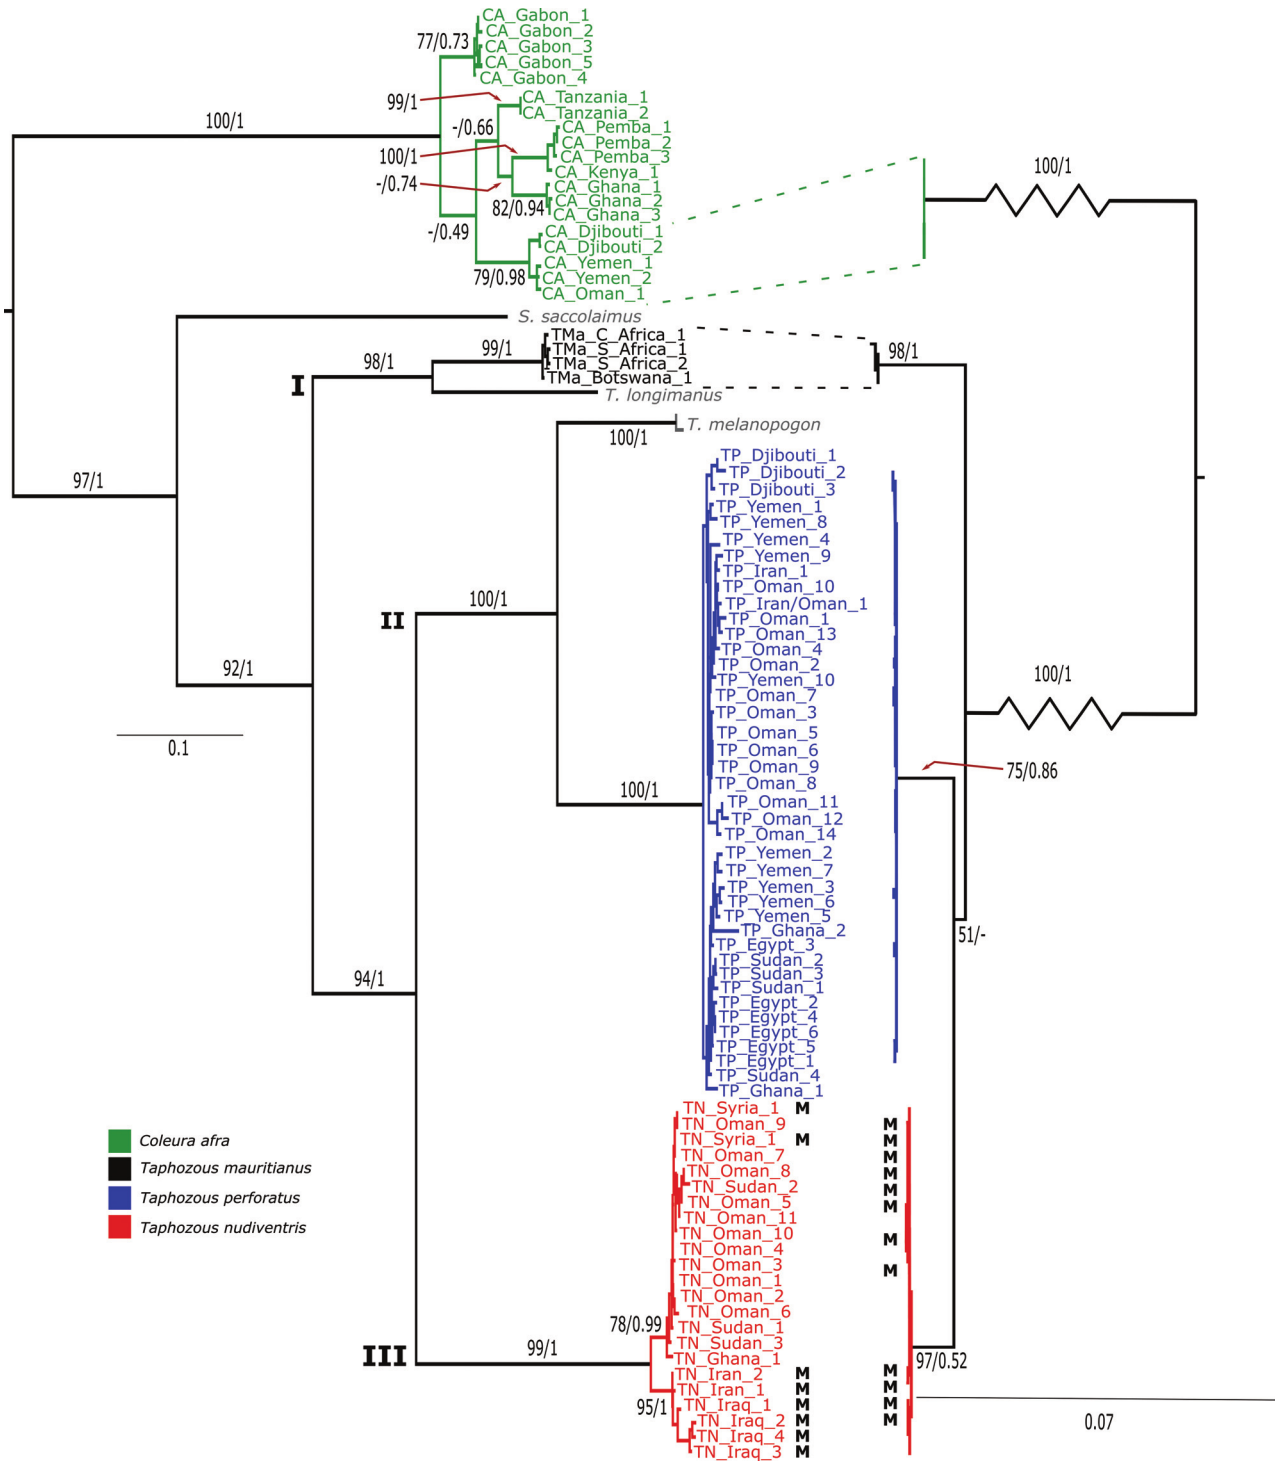 CA_Gabon_1
CA_Gabon_2
77/0.73
CA_Gabon_3
CA_Gabon_5
CA_Gabon_4
99/1
CA_Tanzania_1
CA_Tanzania_2
100/1
-/0.66
CA_Pemba_1
CA_Pemba_2
100/1
CA_Pemba_3
100/1
CA_Kenya_1
-/0.74
CA_Ghana_1
CA_Ghana_2
82/0.94
CA_Ghana_3
-/0.49
CA_Djibouti_1
CA_Djibouti_2
CA_Yemen_1
79/0.98
CA_Yemen_2
CA_Oman_1
S. saccolaimus
TMa_C_Africa_1
99/1
TMa_S_Africa_1
98/1
98/1
TMa_S_Africa_2
I
TMa_Botswana_1
T. longimanus
T. melanopogon
100/1
TP_Djibouti_1
TP_Djibouti_2
97/1
TP_Djibouti_3
TP_Yemen_1
TP_Yemen_8
TP_Yemen_4
TP_Yemen_9
TP_Iran_1
TP_Oman_10
100/1
TP_Iran/Oman_1
II
TP_Oman_1
TP_Oman_13
TP_Oman_4
92/1
TP_Oman_2
100/1
TP_Yemen_10
TP_Oman_7
TP_Oman_3
TP_Oman_5
0.1
TP_Oman_6
TP_Oman_9
75/0.86
TP_Oman_8
100/1
TP_Oman_11
TP_Oman_12
TP_Oman_14
TP_Yemen_2
TP_Yemen_7
TP_Yemen_3
TP_Yemen_6
TP_Yemen_5
TP_Ghana_2
51/-
TP_Egypt_3
TP_Sudan_2
TP_Sudan_3
94/1
TP_Sudan_1
TP_Egypt_2
TP_Egypt_4
TP_Egypt_6
TP_Egypt_5
TP_Egypt_1
TP_Sudan_4
TP_Ghana_1
TN_Syria_1 M
TN_Oman_9 M
Coleura afra
TN_Syria_1 M M
TN_Oman_7 M
Taphozous mauritianus
TN_Oman_8 M
TN_Sudan_2 M
Taphozous perforatus
TN_Oman_5 M
TN_Oman_11
Taphozous nudiventris
TN_Oman_10 M
TN_Oman_4
TN_Oman_3 M
TN_Oman_1
TN_Oman_2
TN_Oman_6
78/0.99
TN_Sudan_1
TN_Sudan_3
99/1
III
TN_Ghana_1
97/0.52
TN_Iran_2 M M
TN_Iran_1 M M
95/1
TN_Iraq_1 M M
TN_Iraq_2 M M
0.07
TN_Iraq_4 M
TN_Iraq_3 M